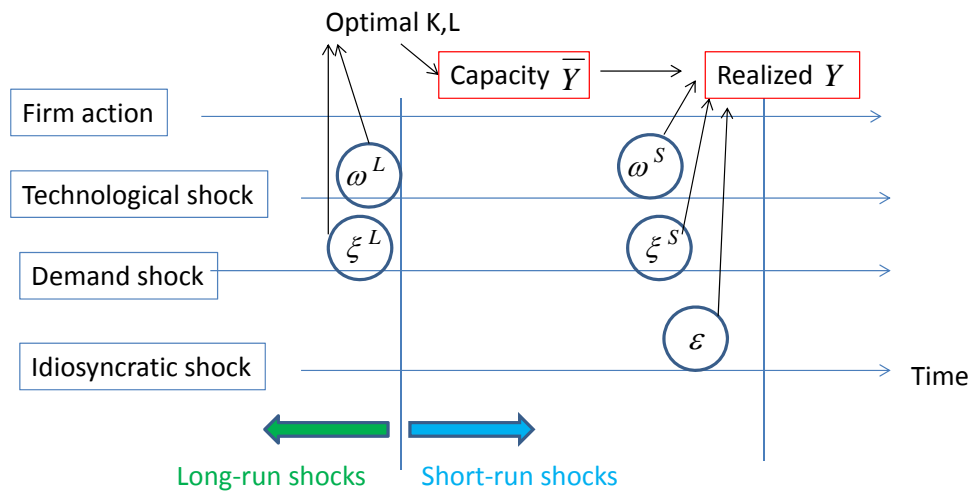 Optimal K,L
Capacity Y̅
Realized Y
Firm action
ω^L
ω^S
Technological shock
ξ^L
ξ^S
Demand shock
ε
Idiosyncratic shock
Time
Long-run shocks
Short-run shocks